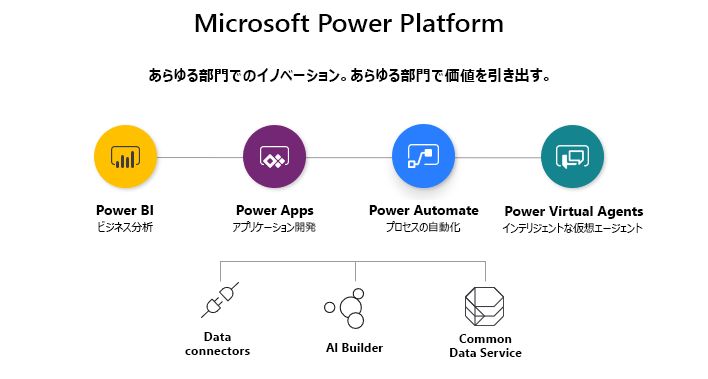 Microsoft Power Platform
あらゆる部門でのイノベーション。あらゆる部門で価値を引き出す。
Power BI
ビジネス分析
Power Apps
アプリケーション開発
Power Automate
プロセスの自動化
Power Virtual Agents
インテリジェントな仮想エージェント
Data
connectors
AI Builder
Common
Data Service